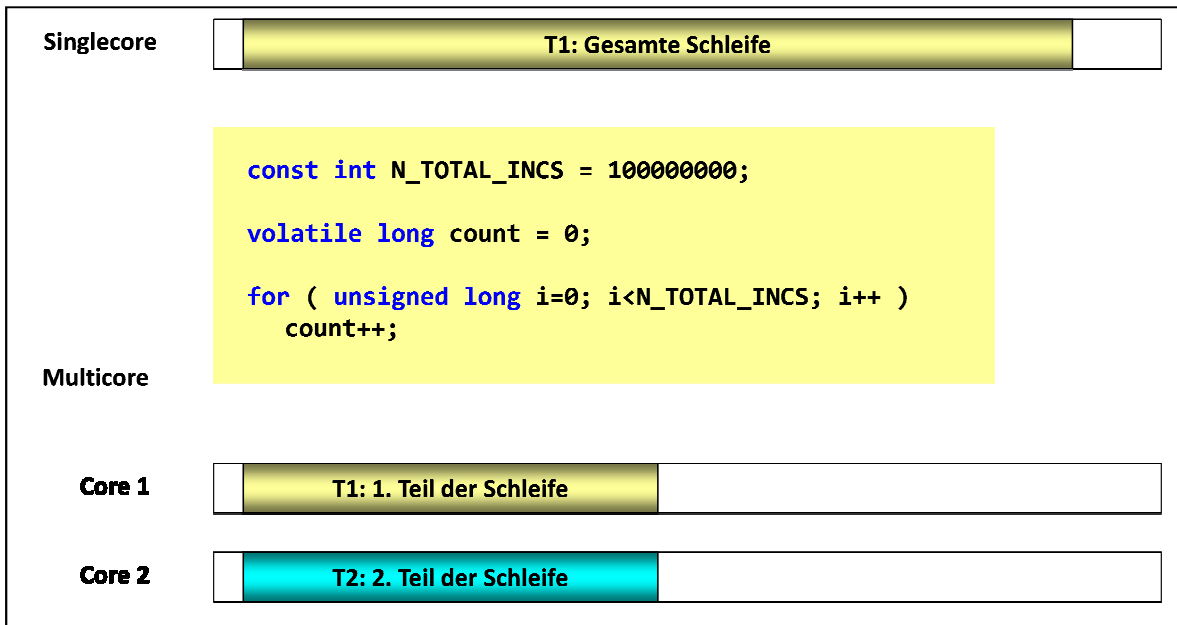 Singlecore
T1: Gesamte Schleife
const int N_TOTAL_INCS = 100000000;
volatile long count = 0;
for ( unsigned long i=0; i<N_TOTAL_INCS; i++ )
count++;
Multicore
Core 1
T1: 1. Teil der Schleife
Core 2
T2: 2. Teil der Schleife